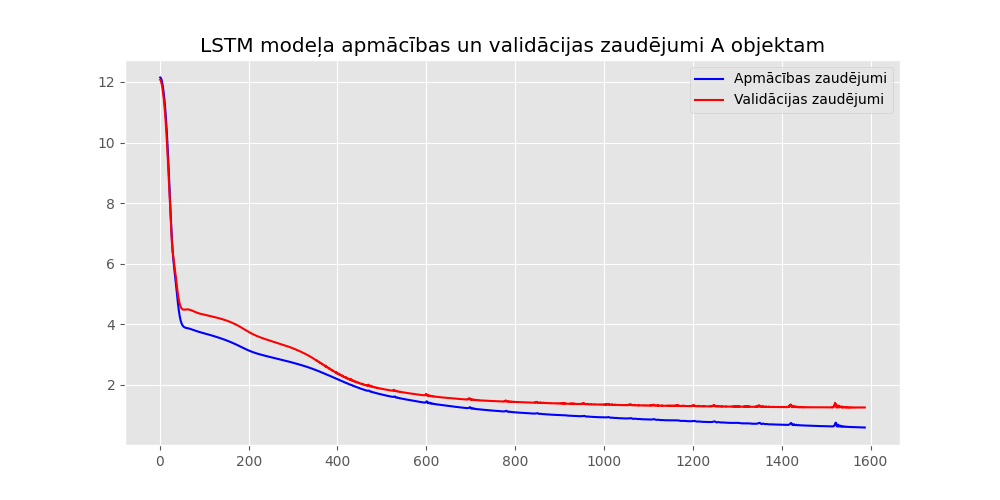 LSTM modeļa apmācības un validācijas zaudējumi A objektam
Apmācības zaudējumi
Validācijas zaudējumi
12
10
8
6
4
2
0 200 400 600 800 1000 1200 1400 1600